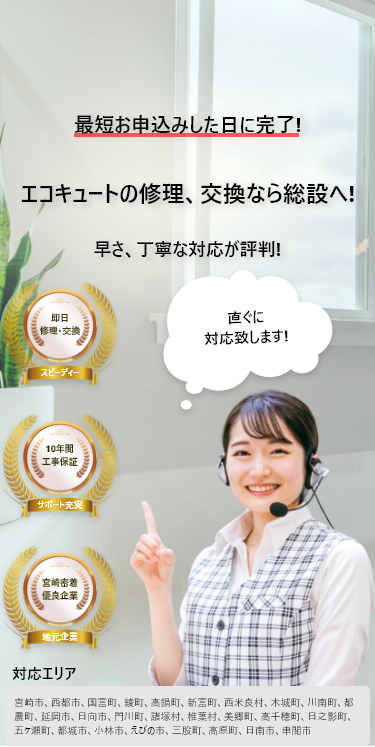 最短お申込みした日に完了!
エコキュートの修理、交換なら総設へ!
早さ、丁寧な対応が評判!
直ぐに
対応致します!
即日
修理・交換
スピーディー
10年間
工事保証
サポート充実
宮崎密着
優良企業
地元企業
対応エリア
宮崎市、西都市、国富町、綾町、高鍋町、新富町、西米良村、木城町、川南町、都
農町、延岡市、日向市、門川町、諸塚村、椎葉村、美郷町、高千穂町、日之影町、
五ヶ瀬町、都城市、小林市、えびの市、三股町、高原町、日南市、串間市